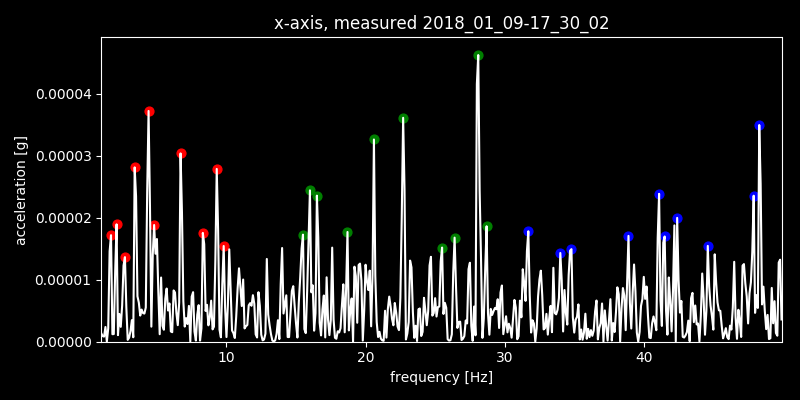 x-axis, measured 2018_01_09-17_30_02
acceleration [g]
0.00004
0.00003
0.00002
0.00001
0.00000
10 20 30 40
frequency [Hz]